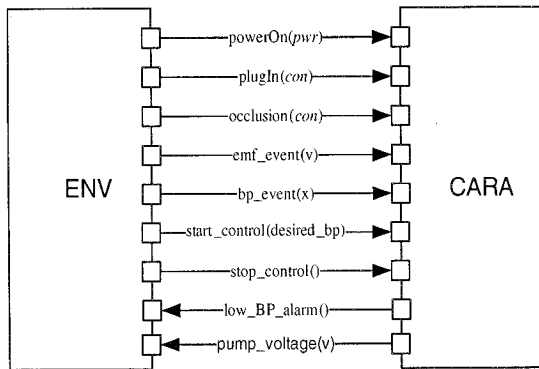 powerOn(pwr)
plugIn(con)
occlusion(con)
emf_event(v)
ENV
bp_event(x)
CARA
start_control(desired_bp)
stop_control()
low_BP_alarm()
pump_voltage(v)